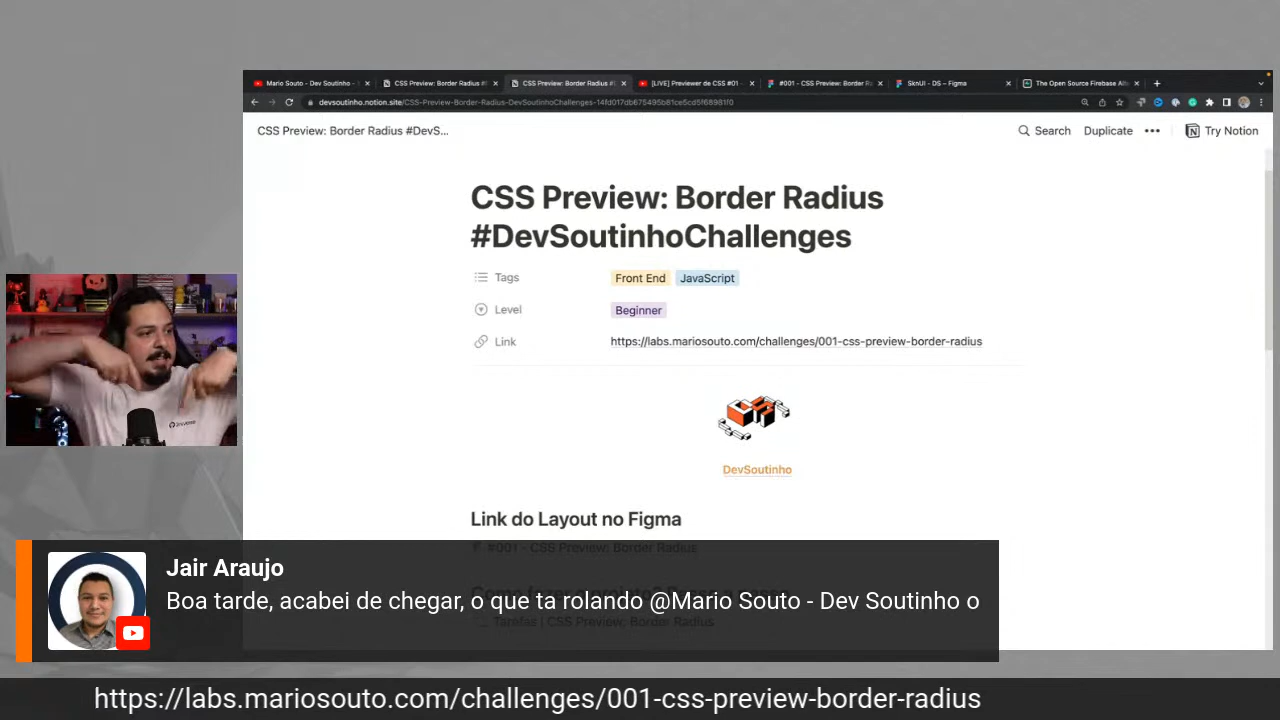 Mario Souto - Dev Soutinho -
CSS Preview: Border Radius #
CSS Preview: Border Radius #
[LIVE] Previewer de CSS #01 -
#001 - CSS Preview: Border R
SknUI - DS – Figma
The Open Source Firebase Alt
devsoutinho.notion.site/CSS-Preview-Border-Radius-DevSoutinhoChallenges-14fd017db675495b81ce5cd5f68981f0
CSS Preview: Border Radius #DevS...
Search
Duplicate
Try Notion
CSS Preview: Border Radius
#DevSoutinhoChallenges
Tags
Front End
JavaScript
Level
Beginner
Link
https://labs.mariosouto.com/challenges/001-css-preview-border-radius
DevSoutinho
Link do Layout no Figma
#001 - CSS Preview: Border Radius
Tarefas | CSS Preview: Border Radius
Jair Araujo
Boa tarde, acabei de chegar, o que ta rolando @Mario Souto - Dev Soutinho o
https://labs.mariosouto.com/challenges/001-css-preview-border-radius